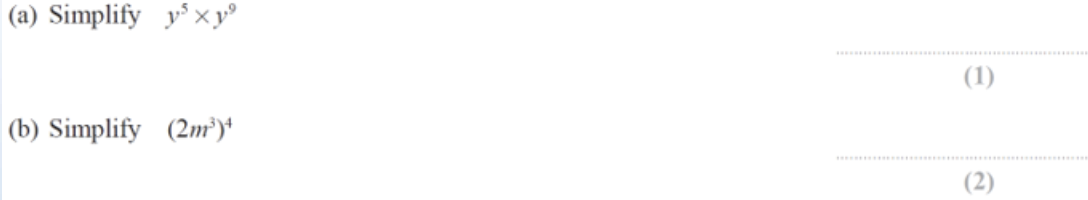 (a) Simplify y⁵ × y⁹
(1)
(b) Simplify (2m³)⁴
(2)